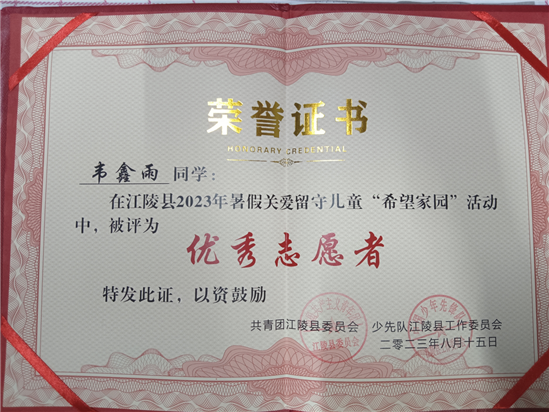 荣誉证书
HONORARY CREDENTIAL
韦鑫雨 同学：
在江陵县2023年暑假关爱留守儿童“希望家园”活动
中，被评为
优秀志愿者
特发此证，以资鼓励
共青团江陵县委员会 少先队江陵县工作委员会
二零二三年八月十五日